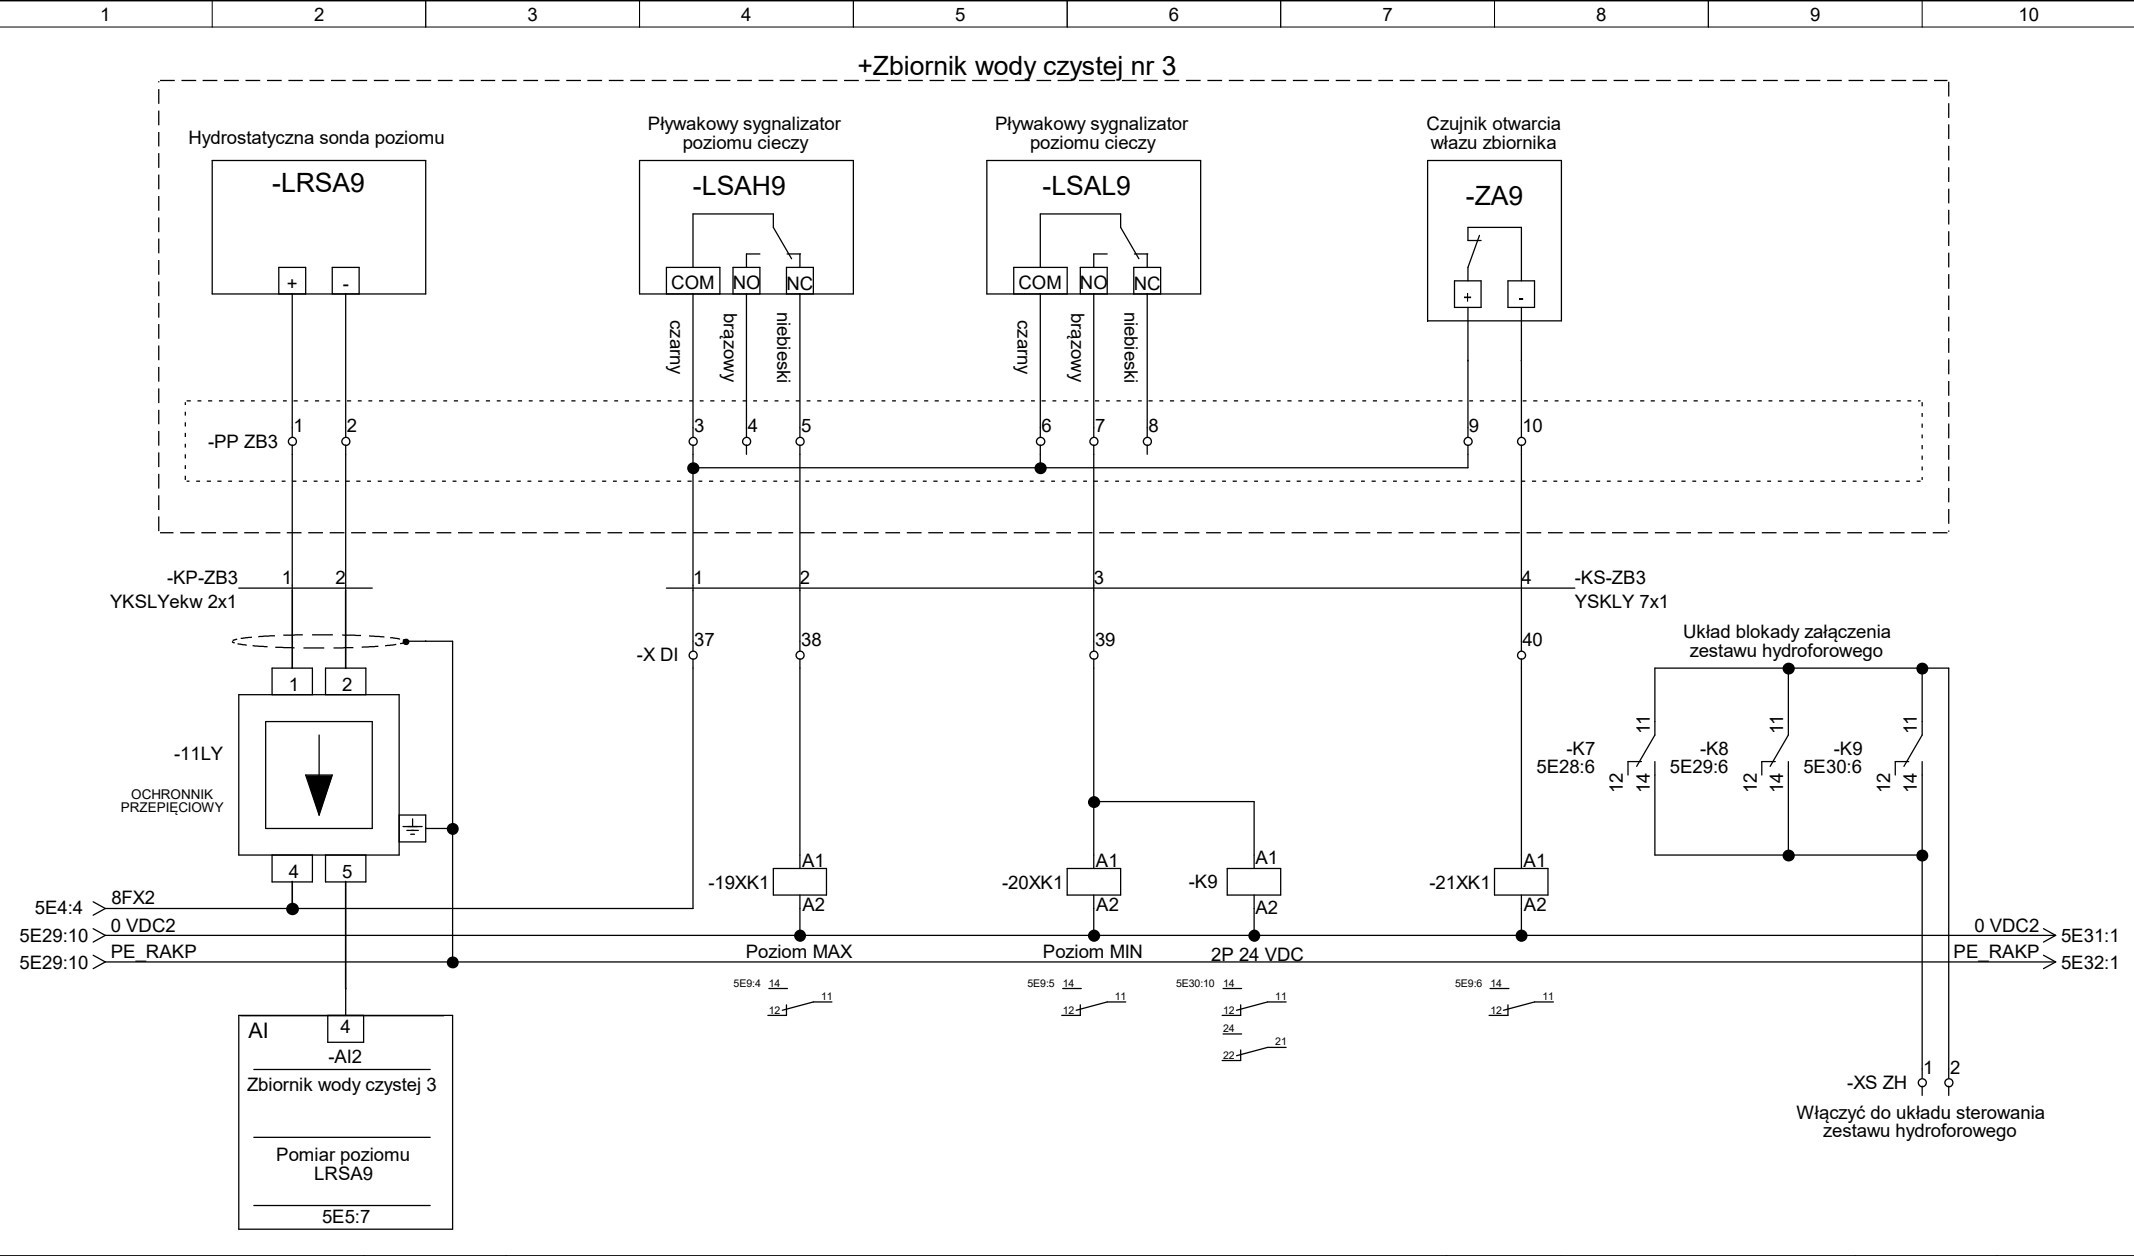 1 2 3 4 5 6 7 8 9 10
+Zbiornik wody czystej nr 3
Hydrostatyczna sonda poziomu
-LRSA9
+ -
Pływakowy sygnalizator
poziomu cieczy
-LSAH9
COM NO NC
czarny
brązowy
niebieski
Pływakowy sygnalizator
poziomu cieczy
-LSAL9
COM NO NC
czarny
brązowy
niebieski
Czujnik otwarcia
włazu zbiornika
-ZA9
+ -
-PP ZB3 1 2 3 4 5 6 7 8 9 10
-KP-ZB3 1 2
YKSLYekw 2x1
1 2 3 4 -KS-ZB3
YSKLY 7x1
-X DI 37 38 39 40
1 2
-11LY
OCHRONNIK
PRZEPIĘCIOWY
4 5
Układ blokady załączenia
zestawu hydroforowego
-K7
5E28:6
11
12
14
-K8
5E29:6
11
12
14
-K9
5E30:6
11
12
14
-19XK1 A1
A2
-20XK1 A1
A2
-K9 A1
A2
-21XK1 A1
A2
5E4:4 8FX2
5E29:10 0 VDC2
5E29:10 PE_RAKP
0 VDC2 5E31:1
PE_RAKP 5E32:1
Poziom MAX
Poziom MIN
2P 24 VDC
5E9:4 14
12 11
5E9:5 14
12 11
5E30:10 14
12 11
24
22 21
5E9:6 14
12 11
AI
4
-AI2
Zbiornik wody czystej 3
Pomiar poziomu
LRSA9
5E5:7
-XS ZH 1 2
Włączyć do układu sterowania
zestawu hydroforowego